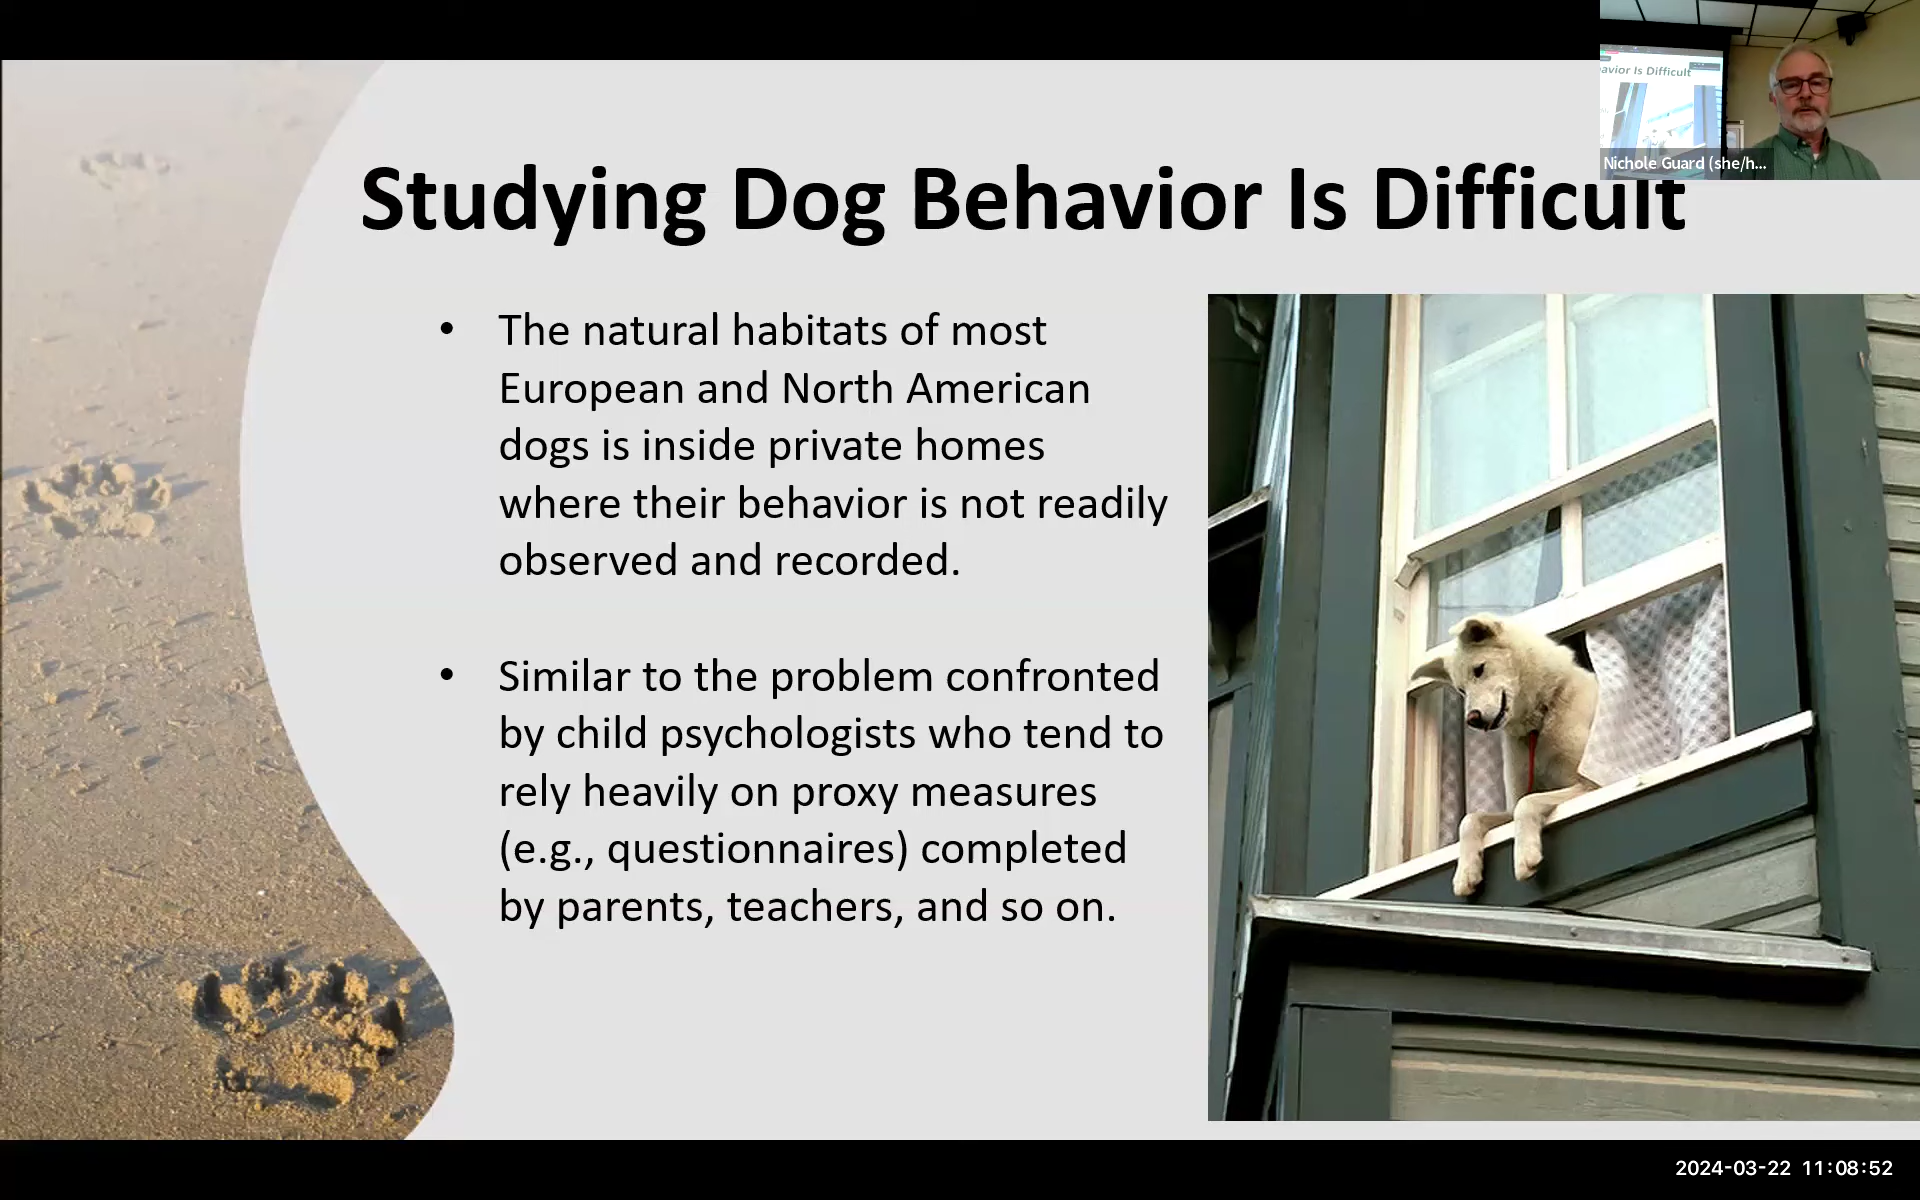 avior Is Difficult
Nichole Guard (she/h...
Studying Dog Behavior Is Difficult
• The natural habitats of most
European and North American
dogs is inside private homes
where their behavior is not readily
observed and recorded.
• Similar to the problem confronted
by child psychologists who tend to
rely heavily on proxy measures
(e.g., questionnaires) completed
by parents, teachers, and so on.
2024-03-22 11:08:52